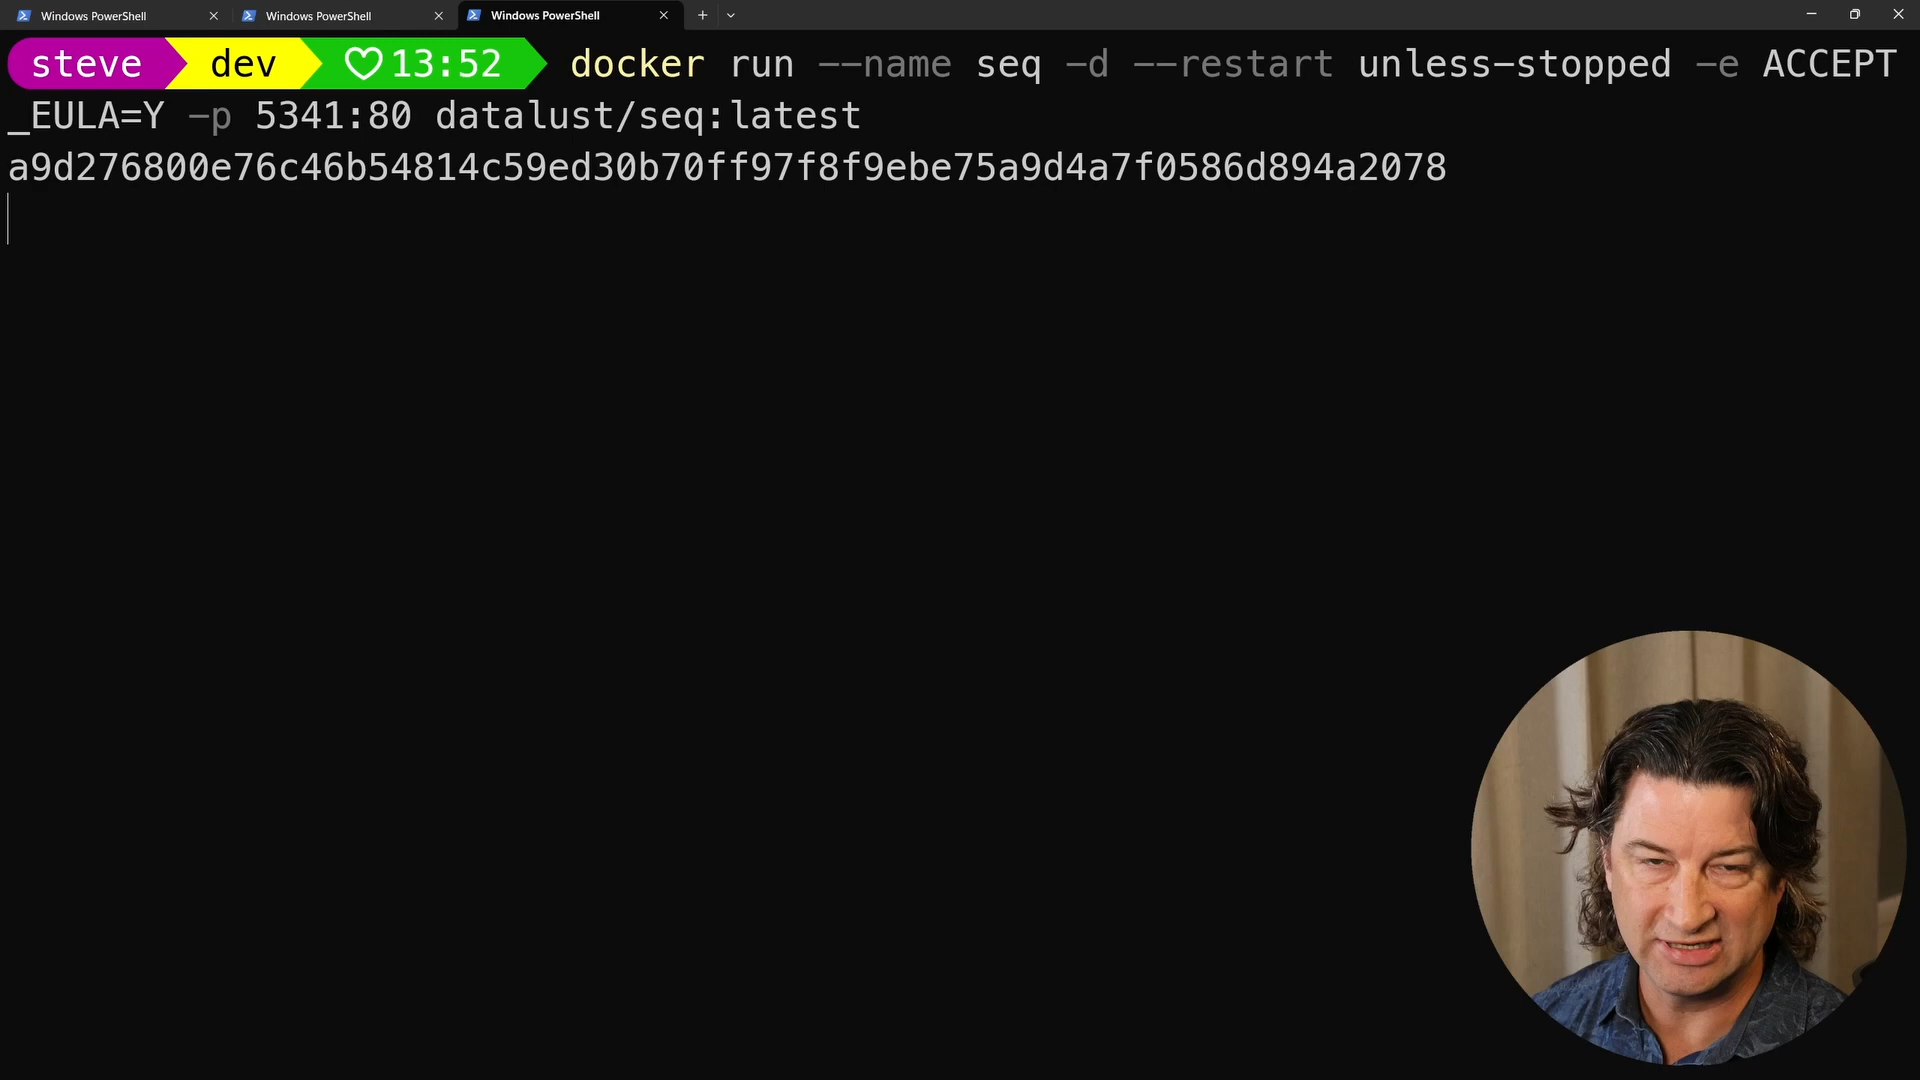 Windows PowerShell
Windows PowerShell
Windows PowerShell
steve dev ♡13:52 docker run --name seq -d --restart unless-stopped -e ACCEPT
_EULA=Y -p 5341:80 datalust/seq:latest
a9d276800e76c46b54814c59ed30b70ff97f8f9ebe75a9d4a7f0586d894a2078